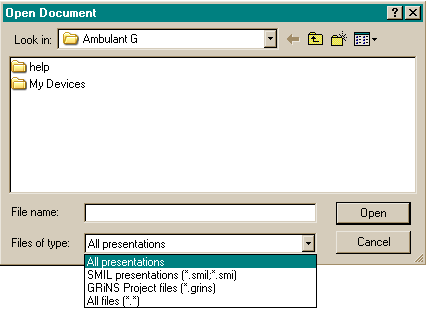 Open Document
Look in: Ambulant G
help
My Devices
File name: Open
Files of type: All presentations Cancel
All presentations
SMIL presentations (*.smil;*.smi)
GRiNS Project files (*.grins)
All files (*.*)